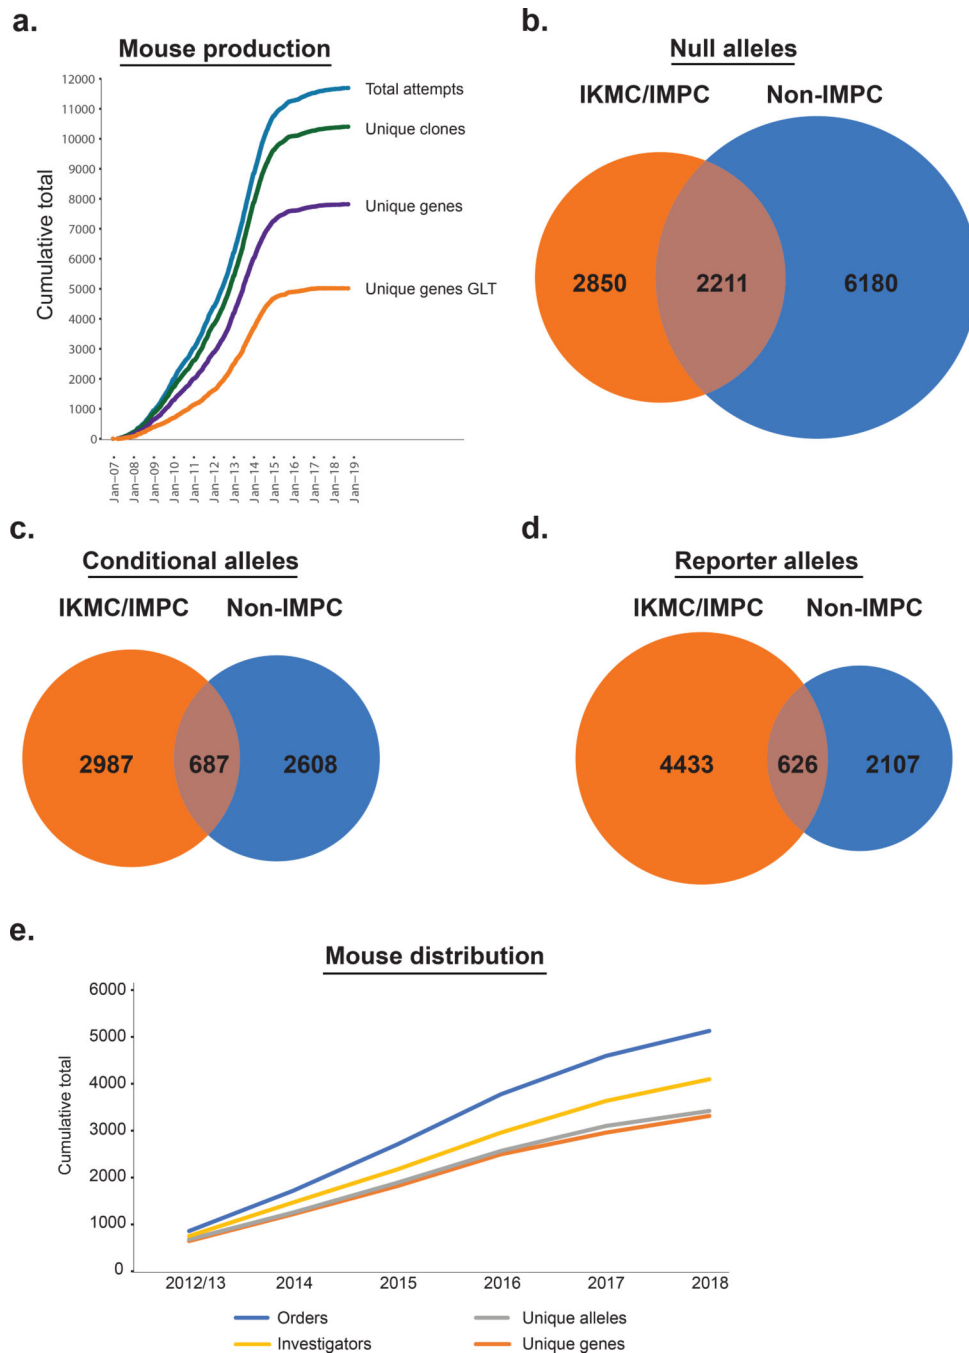 a.
Mouse production
12000
11000
10000
9000
8000
7000
6000
5000
4000
3000
2000
1000
0
Cumulative total
Total attempts
Unique clones
Unique genes
Unique genes GLT
Jan–07
Jan–08
Jan–09
Jan–10
Jan–11
Jan–12
Jan–13
Jan–14
Jan–15
Jan–16
Jan–17
Jan–18
Jan–19
b.
Null alleles
IKMC/IMPC Non-IMPC
2850 2211 6180
c.
Conditional alleles
IKMC/IMPC Non-IMPC
2987 687 2608
d.
Reporter alleles
IKMC/IMPC Non-IMPC
4433 626 2107
e.
Mouse distribution
6000
5000
4000
3000
2000
1000
0
Cumulative total
2012/13 2014 2015 2016 2017 2018
Orders Unique alleles
Investigators Unique genes